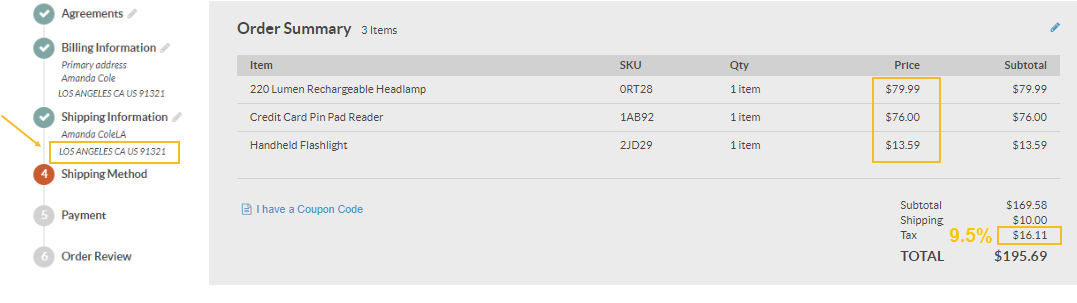 Agreements
Billing Information
Primary address
Amanda Cole
LOS ANGELES CA US 91321
Shipping Information
Amanda ColeLA
LOS ANGELES CA US 91321
4 Shipping Method
5 Payment
6 Order Review
Order Summary 3 Items
Item SKU Qty Price Subtotal
220 Lumen Rechargeable Headlamp 0RT28 1 item $79.99 $79.99
Credit Card Pin Pad Reader 1AB92 1 item $76.00 $76.00
Handheld Flashlight 2JD29 1 item $13.59 $13.59
I have a Coupon Code
Subtotal $169.58
Shipping $10.00
Tax 9.5% $16.11
TOTAL $195.69